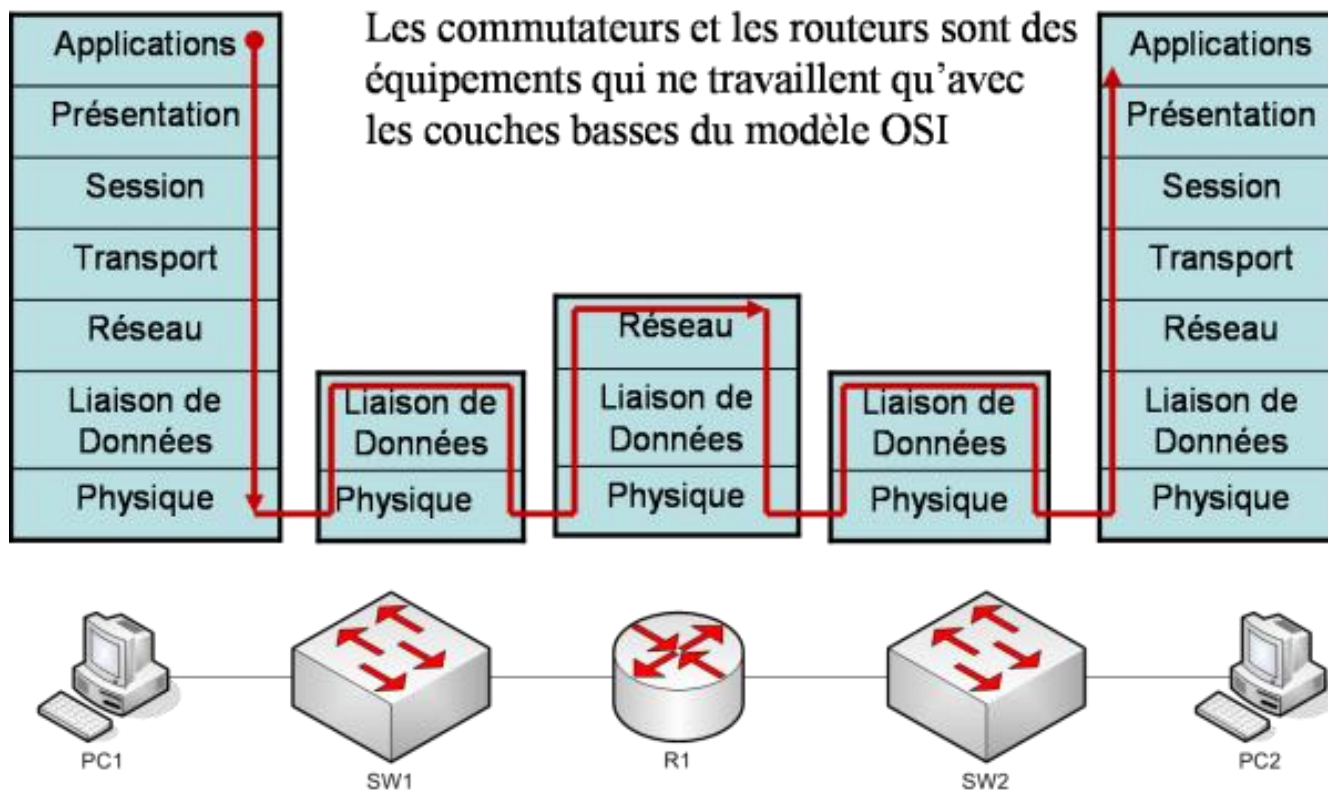 Applications
Présentation
Session
Transport
Réseau
Liaison de
Données
Physique
Les commutateurs et les routeurs sont des
équipements qui ne travaillent qu'avec
les couches basses du modèle OSI
Liaison de
Données
Physique
Réseau
Liaison de
Données
Physique
Liaison de
Données
Physique
Applications
Présentation
Session
Transport
Réseau
Liaison de
Données
Physique
PC1
SW1
R1
SW2
PC2